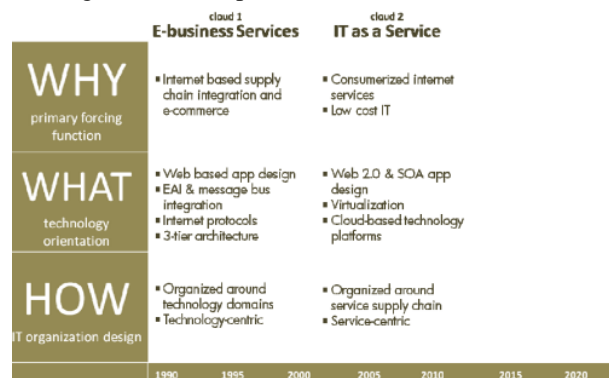 cloud 1
E-business Services
cloud 2
IT as a Service
WHY
primary forcing
function
▪ Internet based supply
chain integration and
e-commerce
▪ Consumerized internet
services
▪ Low cost IT
WHAT
technology
orientation
▪ Web based app design
▪ EAI & message bus
integration
▪ Internet protocols
▪ 3-tier architecture
▪ Web 2.0 & SOA app
design
▪ Virtualization
▪ Cloud-based technology
platforms
HOW
IT organization design
▪ Organized around
technology domains
▪ Technology-centric
▪ Organized around
service supply chain
▪ Service-centric
1990 1995 2000 2005 2010 2015 2020